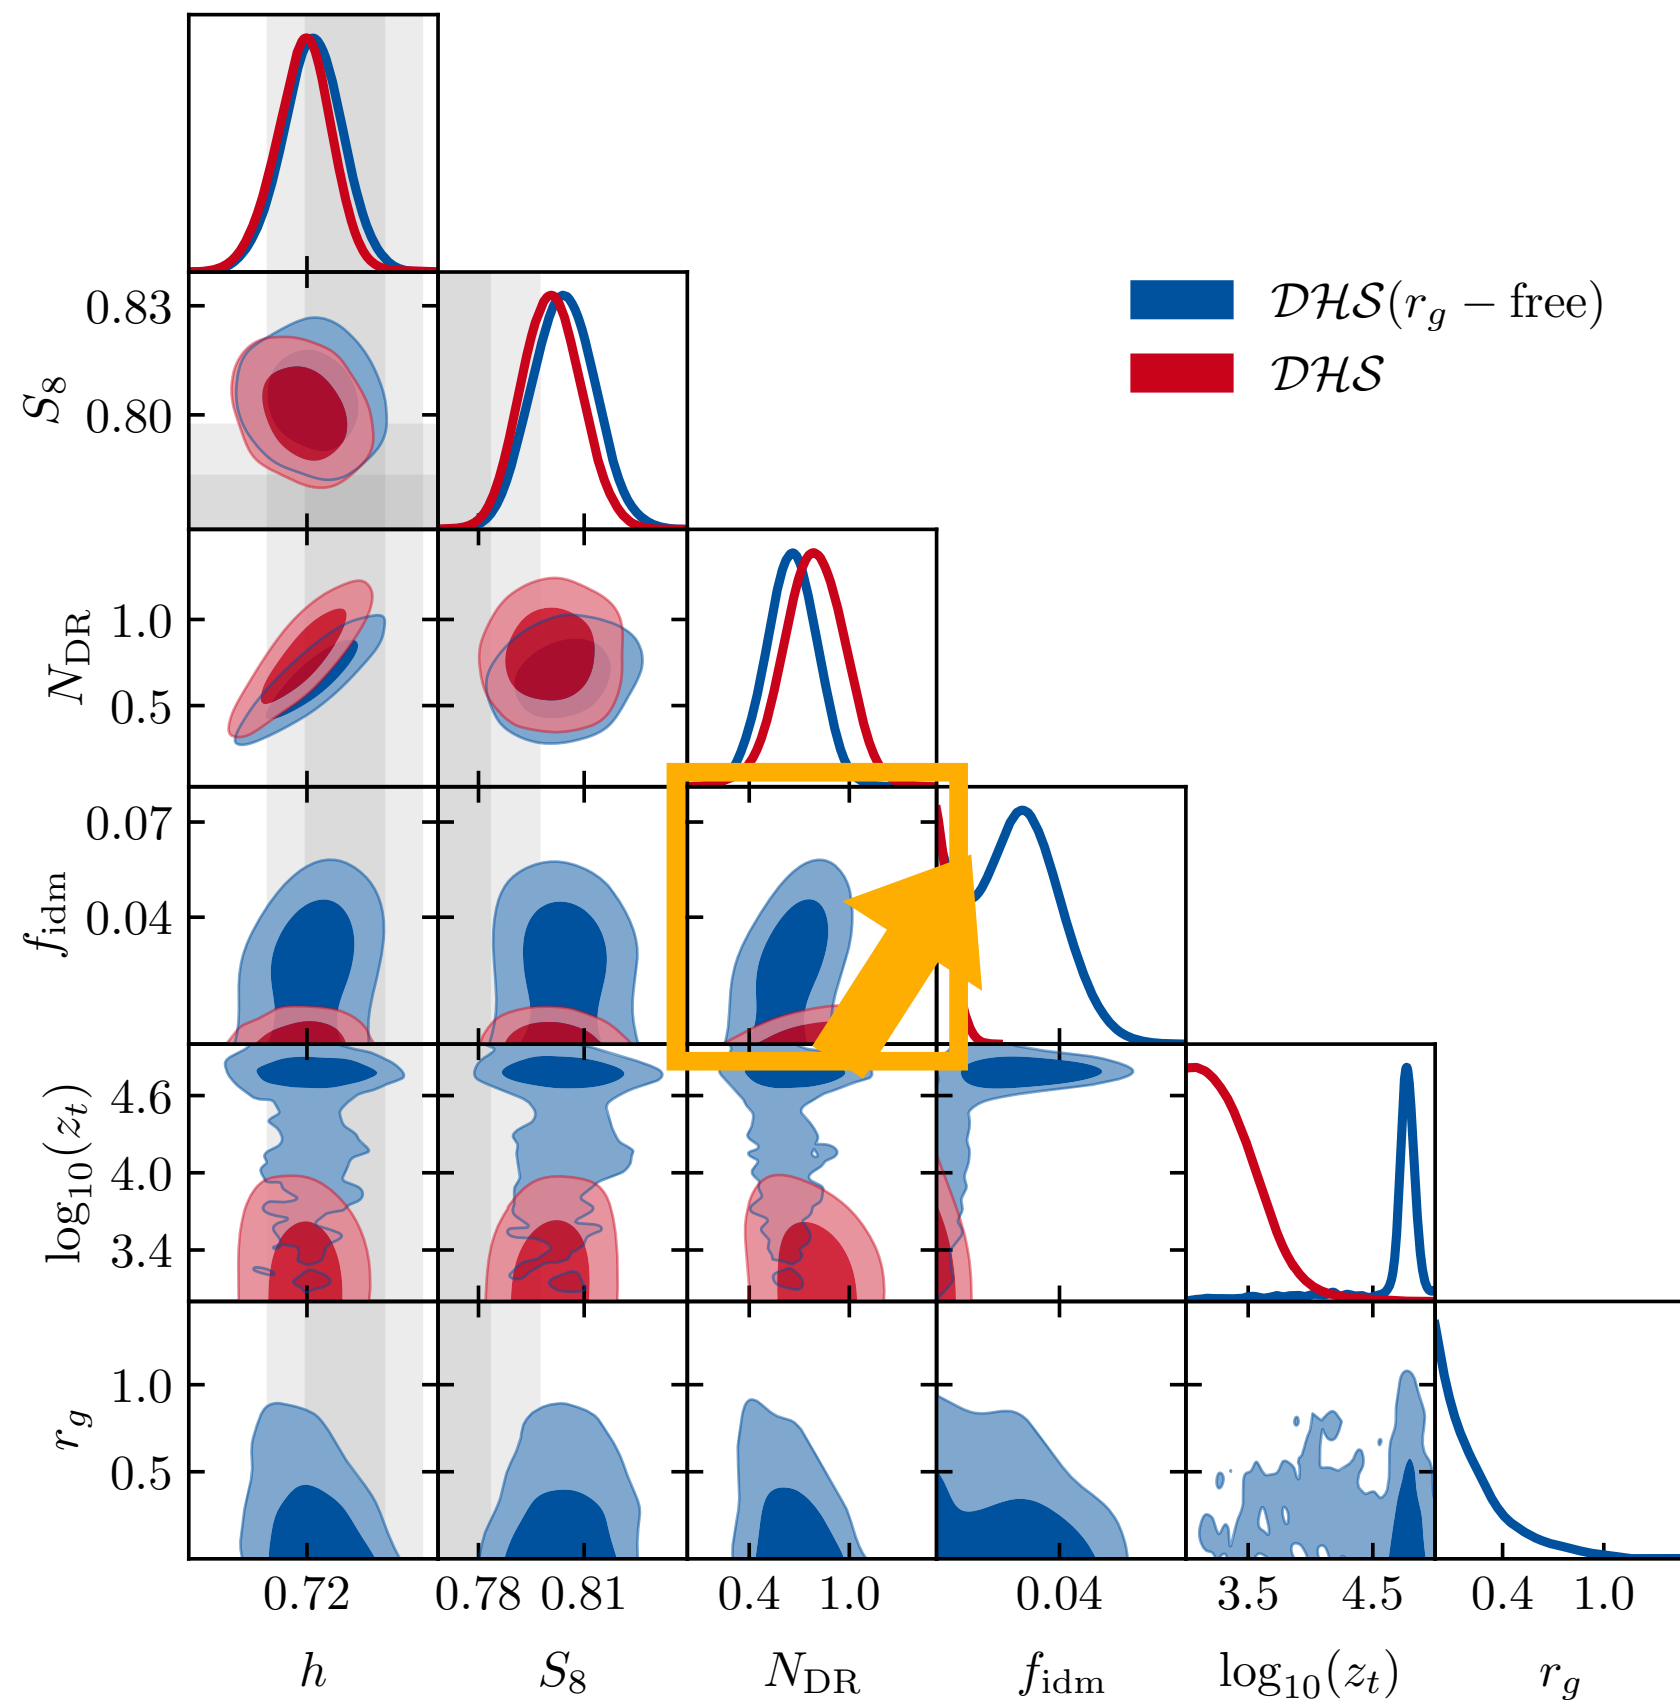 𝒟ℋ𝒮(r_g − free)
𝒟ℋ𝒮
S_8
0.83
0.80
N_DR
1.0
0.5
f_idm
0.07
0.04
log_10(z_t)
4.6
4.0
3.4
r_g
1.0
0.5
0.72 0.78 0.81 0.4 1.0 0.04 3.5 4.5 0.4 1.0
h S_8 N_DR f_idm log_10(z_t) r_g